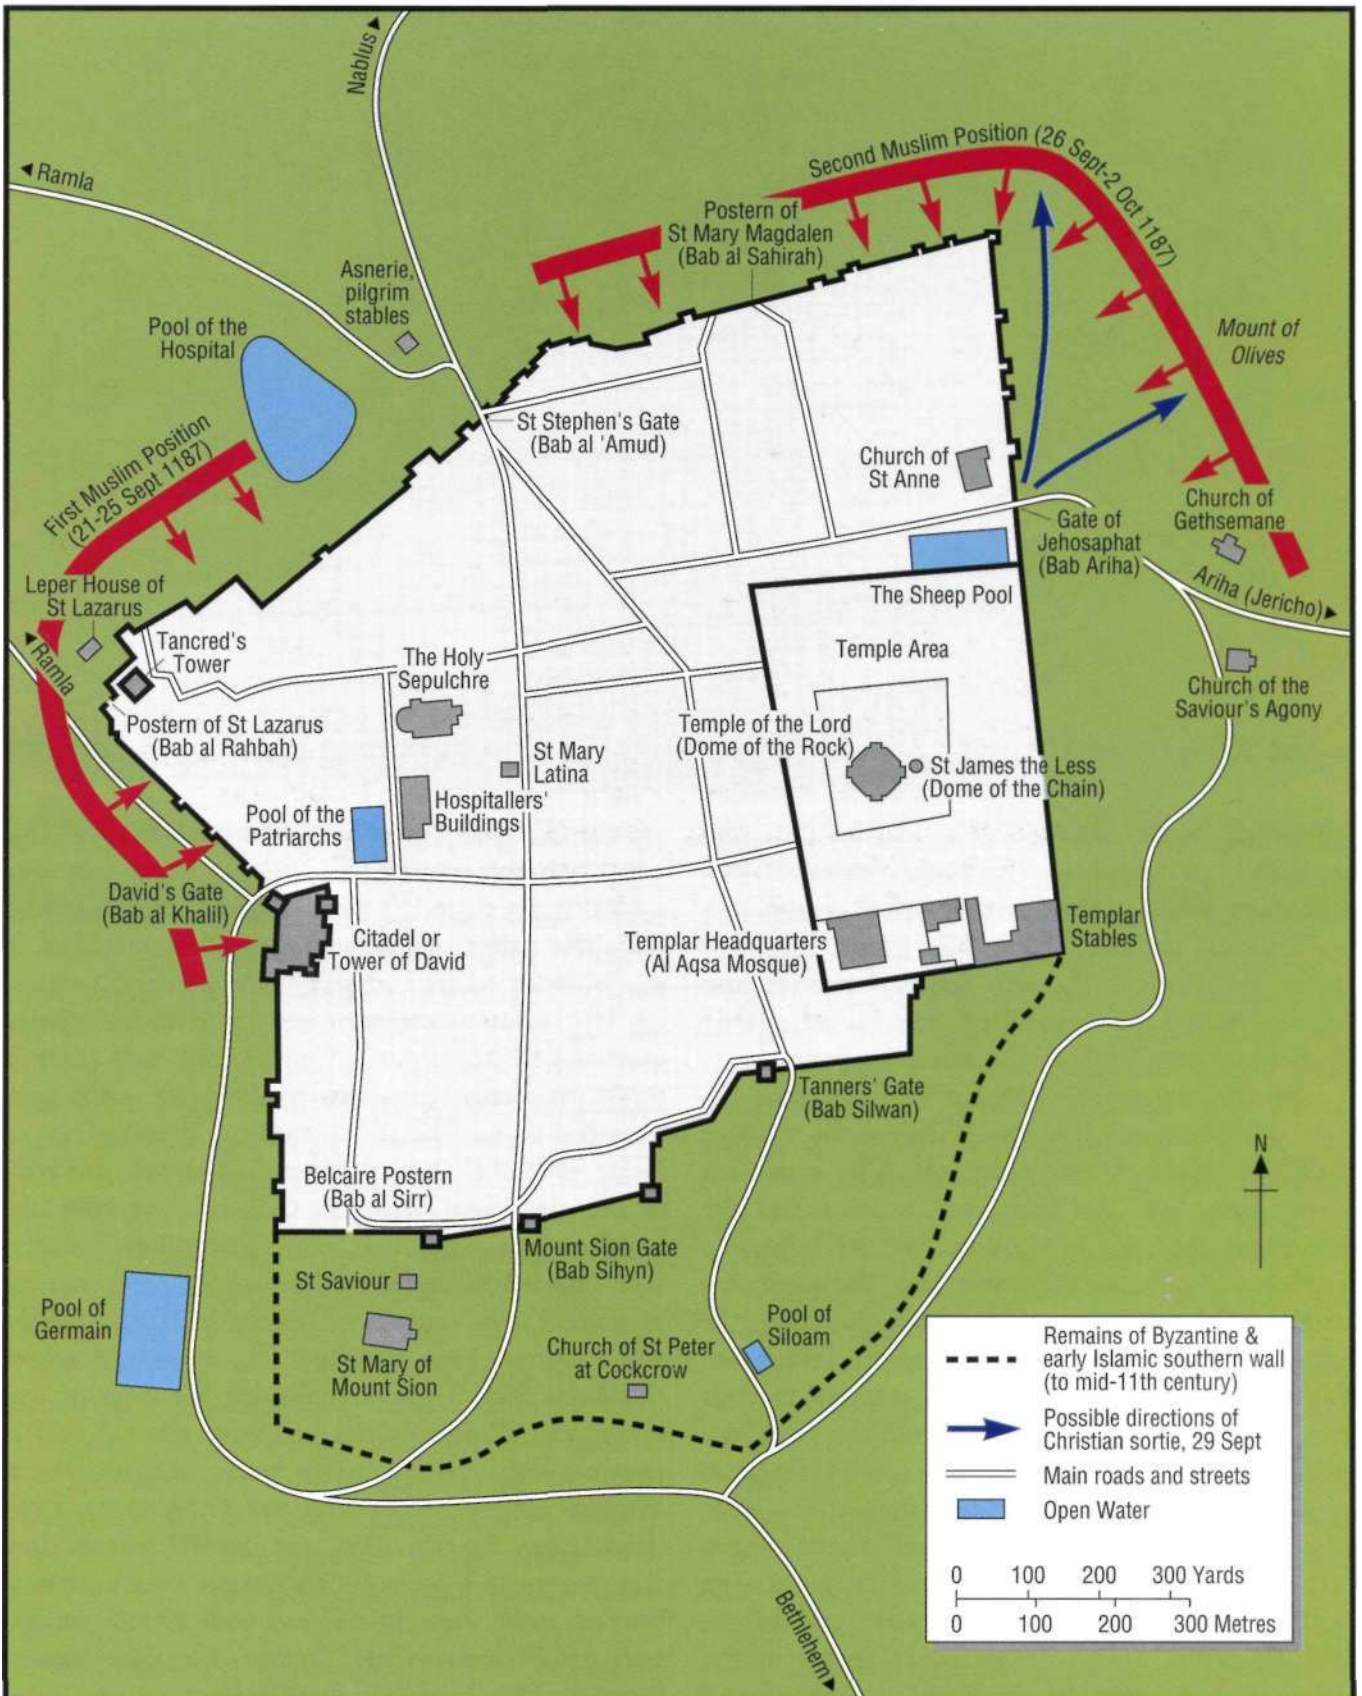 Nablus
Ramla
Second Muslim Position (26 Sept-2 Oct 1187)
Postern of
St Mary Magdalen
(Bab al Sahirah)
Asnerie,
pilgrim
stables
Pool of the
Hospital
Mount of
Olives
St Stephen's Gate
(Bab al 'Amud)
First Muslim Position
(21-25 Sept 1187)
Church of
St Anne
Church of
Gethsemane
Gate of
Jehosaphat
(Bab Ariha)
Ariha (Jericho)
Leper House of
St Lazarus
The Sheep Pool
Ramla
Tancred's
Tower
The Holy
Sepulchre
Temple Area
Church of the
Saviour's Agony
Postern of St Lazarus
(Bab al Rahbah)
Temple of the Lord
(Dome of the Rock)
St Mary
Latina
St James the Less
(Dome of the Chain)
Pool of the
Patriarchs
Hospitallers'
Buildings
David's Gate
(Bab al Khalil)
Citadel or
Tower of David
Templar Headquarters
(Al Aqsa Mosque)
Templar
Stables
Tanners' Gate
(Bab Silwan)
N
Belcaire Postern
(Bab al Sirr)
Mount Sion Gate
(Bab Sihyn)
St Saviour
Pool of
Germain
St Mary of
Mount Sion
Church of St Peter
at Cockcrow
Pool of
Siloam
Remains of Byzantine &
early Islamic southern wall
(to mid-11th century)
Possible directions of
Christian sortie, 29 Sept
Main roads and streets
Open Water
0 100 200 300 Yards
0 100 200 300 Metres
Bethlehem